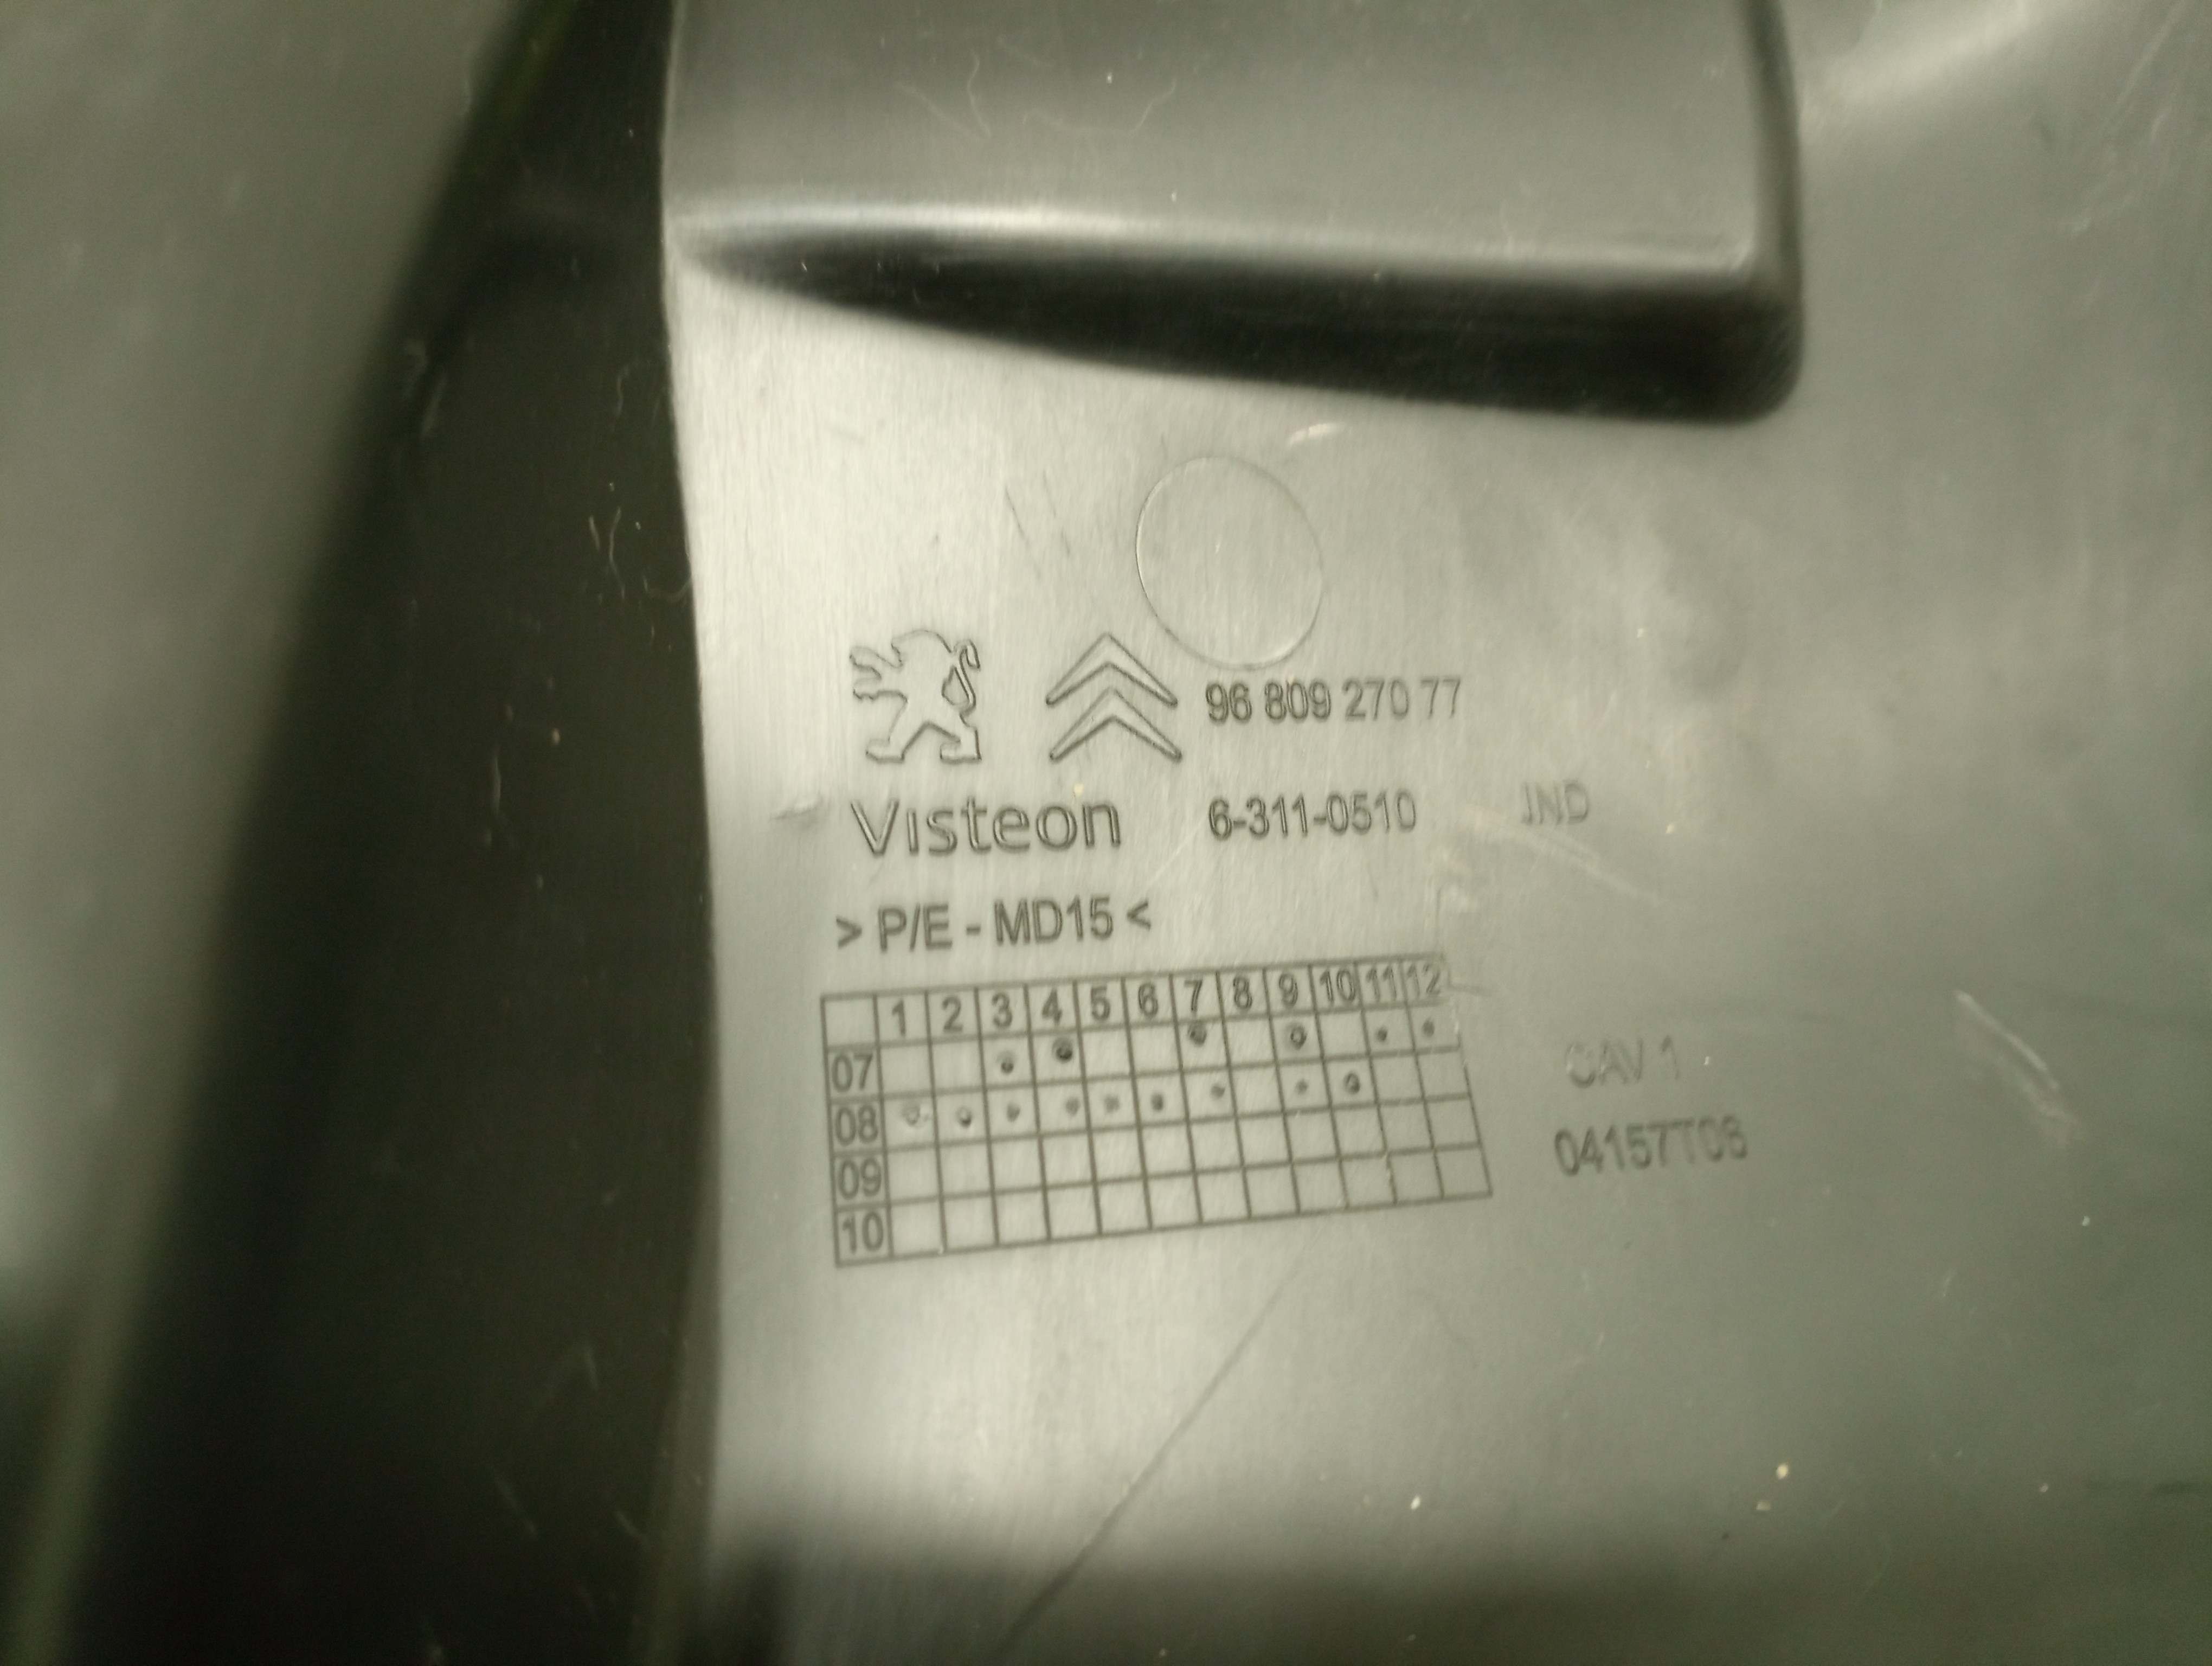 96 809 270 77
Visteon 6-311-0510 IND
> P/E - MD15 <
1 2 3 4 5 6 7 8 9 10 11 12
07
08
09
10
CAV 1
04157T08